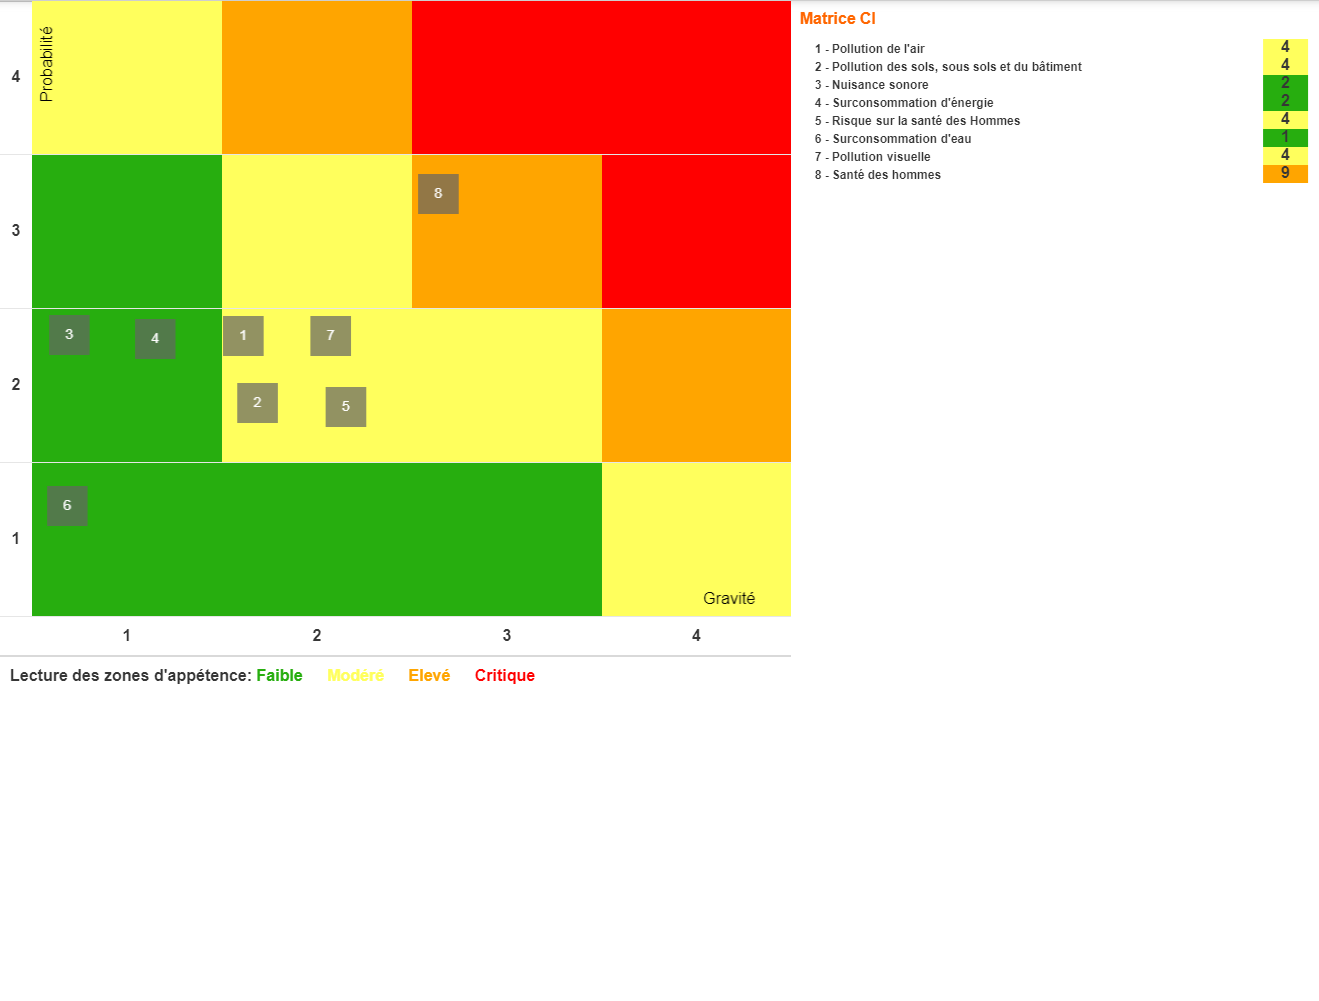 Probabilité
4
3
8
2
3
4
1
7
2
5
1
6
Gravité
1 2 3 4
Lecture des zones d'appétence: Faible Modéré Elevé Critique
Matrice CI
1 - Pollution de l'air 4
2 - Pollution des sols, sous sols et du bâtiment 4
3 - Nuisance sonore 2
4 - Surconsommation d'énergie 2
5 - Risque sur la santé des Hommes 4
6 - Surconsommation d'eau 1
7 - Pollution visuelle 4
8 - Santé des hommes 9